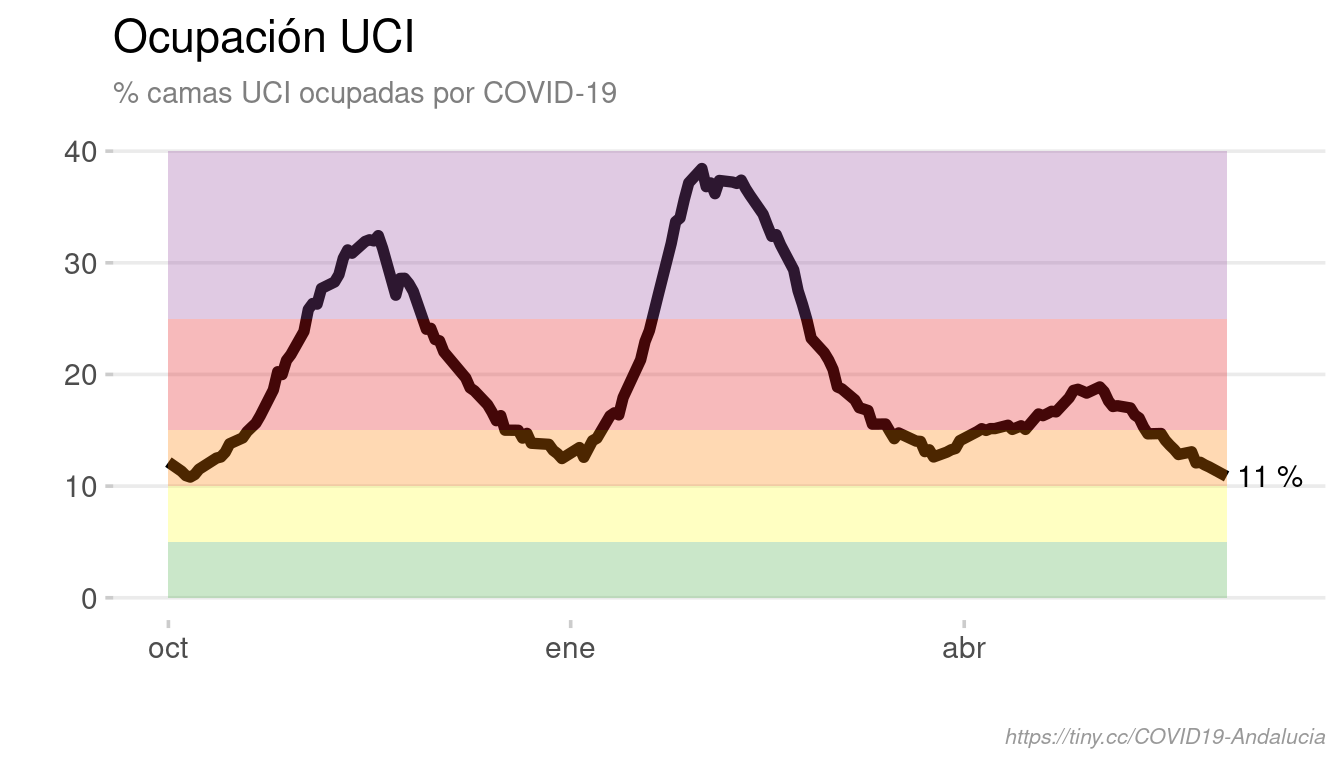 Ocupación UCI
% camas UCI ocupadas por COVID-19
40
30
20
10
0
11 %
oct ene abr
https://tiny.cc/COVID19-Andalucia